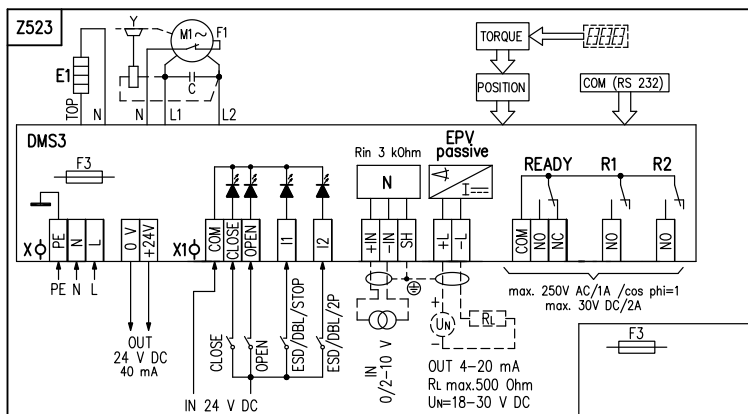 Z523
Y
M1~
F1
E1
C
TOP
N
N
L1
L2
TORQUE
POSITION
COM (RS 232)
DMS3
F3
Rin 3 kOhm
N
EPV
passive
I
READY
R1
R2
X
PE
N
L
0 V
+24V
X1
COM
CLOSE
OPEN
I1
I2
+IN
-IN
SH
+L
-L
COM
NO
NC
NO
NO
PE N L
OUT
24 V DC
40 mA
IN 24 V DC
CLOSE
OPEN
ESD/DBL/STOP
ESD/DBL/2P
IN
0/2-10 V
+
UN
-
RL
OUT 4-20 mA
RL max.500 Ohm
UN=18-30 V DC
max. 250V AC/1A /cos phi=1
max. 30V DC/2A
F3